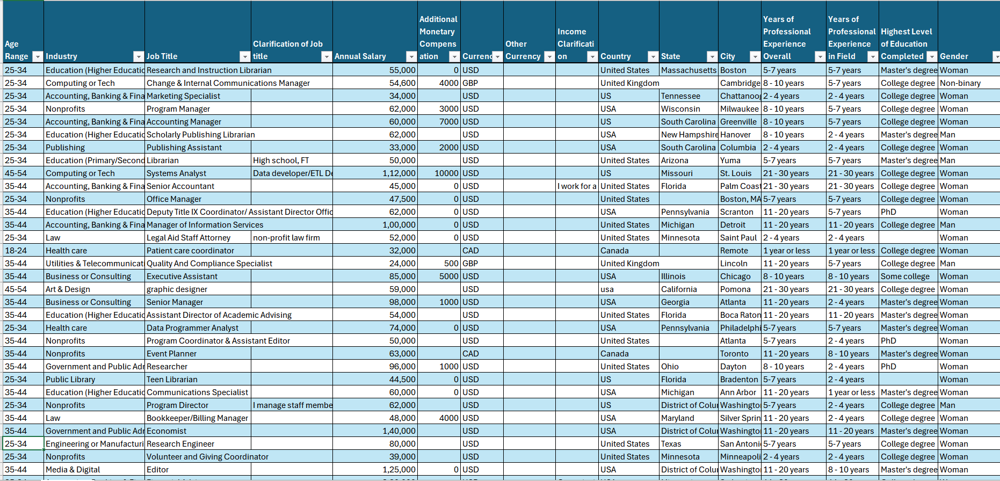 Age Range Industry Job Title Clarification of Job title Annual Salary Additional Monetary Compens ation Currenc Other Currency Income Clarificati on Country State City Years of Professional Experience Overall Years of Professional Experience in Field Highest Level of Education Completed Gender
25-34 Education (Higher Educatio Research and Instruction Librarian 55,000 0 USD United States Massachusetts Boston 5-7 years 5-7 years Master's degree Woman
25-34 Computing or Tech Change & Internal Communications Manager 54,600 4000 GBP United Kingdom Cambridge 8 - 10 years 5-7 years College degree Non-binary
25-34 Accounting, Banking & Fina Marketing Specialist 34,000 USD US Tennessee Chattanoog 2 - 4 years 2 - 4 years College degree Woman
25-34 Nonprofits Program Manager 62,000 3000 USD USA Wisconsin Milwaukee 8 - 10 years 5-7 years College degree Woman
25-34 Accounting, Banking & Fina Accounting Manager 60,000 7000 USD US South Carolina Greenville 8 - 10 years 5-7 years College degree Woman
25-34 Education (Higher Educatio Scholarly Publishing Librarian 62,000 USD USA New Hampshire Hanover 8 - 10 years 2 - 4 years Master's degree Man
25-34 Publishing Publishing Assistant 33,000 2000 USD USA South Carolina Columbia 2 - 4 years 2 - 4 years College degree Woman
25-34 Education (Primary/Second Librarian High school, FT 50,000 USD United States Arizona Yuma 5-7 years 5-7 years Master's degree Man
45-54 Computing or Tech Systems Analyst Data developer/ETL De 1,12,000 10000 USD US Missouri St. Louis 21 - 30 years 21 - 30 years College degree Woman
35-44 Accounting, Banking & Fina Senior Accountant 45,000 0 USD I work for a United States Florida Palm Coast 21 - 30 years 21 - 30 years College degree Woman
25-34 Nonprofits Office Manager 47,500 0 USD United States Boston, MA 5-7 years 5-7 years College degree Woman
35-44 Education (Higher Educatio Deputy Title IX Coordinator/ Assistant Director Offic 62,000 0 USD USA Pennsylvania Scranton 11 - 20 years 5-7 years PhD Woman
35-44 Accounting, Banking & Fina Manager of Information Services 1,00,000 0 USD United States Michigan Detroit 11 - 20 years 11 - 20 years College degree Man
25-34 Law Legal Aid Staff Attorney non-profit law firm 52,000 0 USD United States Minnesota Saint Paul 2 - 4 years 2 - 4 years Woman
18-24 Health care Patient care coordinator 32,000 CAD Canada Remote 1 year or less 1 year or less College degree Woman
35-44 Utilities & Telecommunicati Quality And Compliance Specialist 24,000 500 GBP United Kingdom Lincoln 11 - 20 years 5-7 years College degree Man
35-44 Business or Consulting Executive Assistant 85,000 5000 USD USA Illinois Chicago 8 - 10 years 8 - 10 years Some college Woman
45-54 Art & Design graphic designer 59,000 USD usa California Pomona 21 - 30 years 21 - 30 years College degree Woman
35-44 Business or Consulting Senior Manager 98,000 1000 USD USA Georgia Atlanta 11 - 20 years 2 - 4 years Master's degree Woman
35-44 Education (Higher Educatio Assistant Director of Academic Advising 54,000 USD United States Florida Boca Raton 11 - 20 years 11 - 20 years Master's degree Woman
25-34 Health care Data Programmer Analyst 74,000 0 USD USA Pennsylvania Philadelphi 5-7 years 5-7 years Master's degree Woman
35-44 Nonprofits Program Coordinator & Assistant Editor 50,000 USD United States Atlanta 5-7 years 2 - 4 years PhD Woman
35-44 Nonprofits Event Planner 63,000 CAD Canada Toronto 11 - 20 years 8 - 10 years Master's degree Woman
35-44 Government and Public Adr Researcher 96,000 1000 USD United States Ohio Dayton 8 - 10 years 2 - 4 years PhD Woman
25-34 Public Library Teen Librarian 44,500 0 USD US Florida Bradenton 5-7 years 2 - 4 years Woman
35-44 Education (Higher Educatio Communications Specialist 60,000 0 USD USA Michigan Ann Arbor 11 - 20 years 1 year or less Master's degree Woman
25-34 Nonprofits Program Director I manage staff membe 62,000 USD US District of Colu Washingto 5-7 years 2 - 4 years College degree Man
35-44 Law Bookkeeper/Billing Manager 48,000 4000 USD USA Maryland Silver Sprin 11 - 20 years 2 - 4 years College degree Woman
35-44 Government and Public Adr Economist 1,40,000 USD USA District of Colu Washingto 11 - 20 years 11 - 20 years Master's degree Woman
25-34 Engineering or Manufacturi Research Engineer 80,000 USD United States Texas San Antoni 5-7 years 5-7 years College degree Woman
25-34 Nonprofits Volunteer and Giving Coordinator 39,000 USD United States Minnesota Minneapoli 2 - 4 years 2 - 4 years College degree Woman
35-44 Media & Digital Editor 1,25,000 0 USD USA District of Colu Washingto 11 - 20 years 8 - 10 years College degree Woman